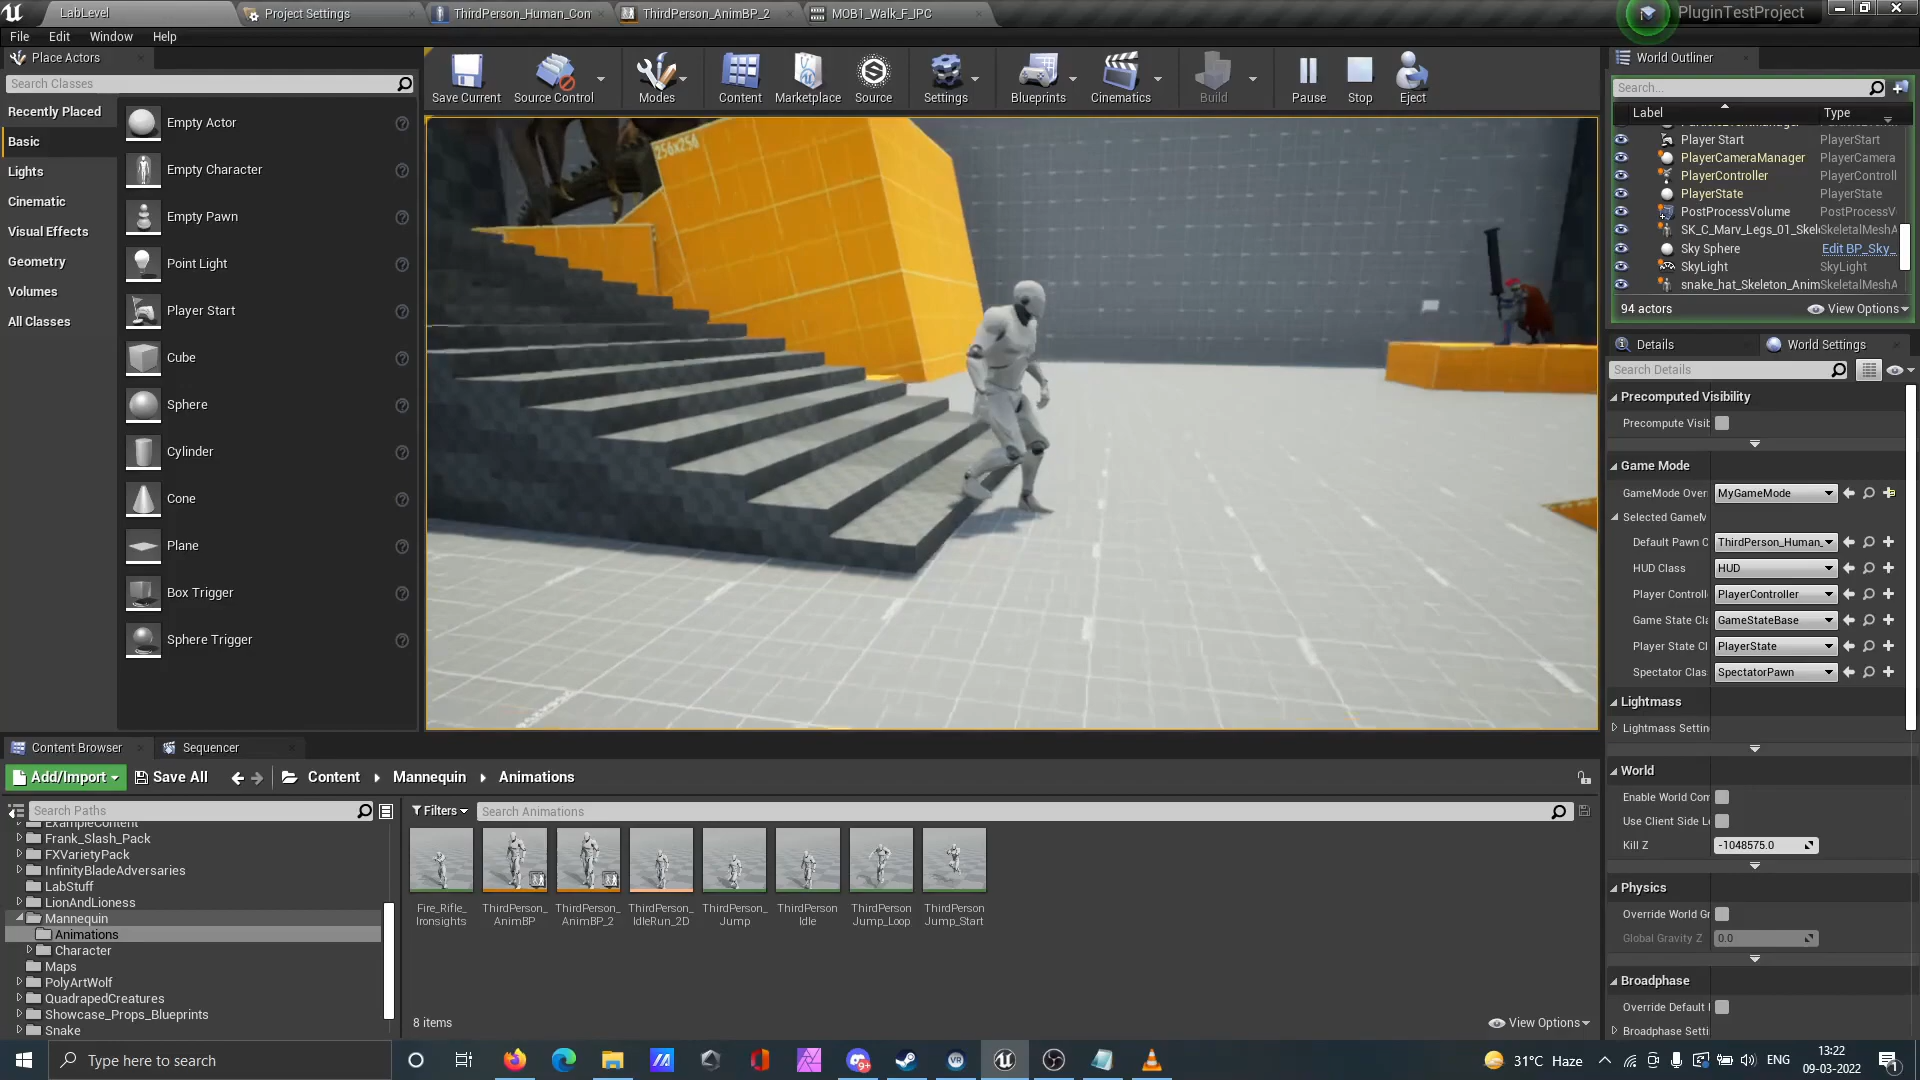 LabLevel
Project Settings
ThirdPerson_Human_Con
ThirdPerson_AnimBP_2
MOB1_Walk_F_IPC
PluginTestProject
File
Edit
Window
Help
Place Actors
Search Classes
Recently Placed
Basic
Lights
Cinematic
Visual Effects
Geometry
Volumes
All Classes
Empty Actor
Empty Character
Empty Pawn
Point Light
Player Start
Cube
Sphere
Cylinder
Cone
Plane
Box Trigger
Sphere Trigger
Save Current
Source Control
Modes
Content
Marketplace
Source
Settings
Blueprints
Cinematics
Build
Pause
Stop
Eject
256x256
World Outliner
Search...
Label
Type
Player Start
PlayerStart
PlayerCameraManager
PlayerCamera
PlayerController
PlayerControll
PlayerState
PlayerState
PostProcessVolume
PostProcessV
SK_C_Marv_Legs_01_Skel
SkeletalMeshA
Sky Sphere
Edit BP_Sky_
SkyLight
SkyLight
snake_hat_Skeleton_Anim
SkeletalMeshA
94 actors
View Options
Details
World Settings
Search Details
Precomputed Visibility
Precompute Visib
Game Mode
GameMode Over
MyGameMode
Selected GameM
Default Pawn C
ThirdPerson_Human_
HUD Class
HUD
Player Controll
PlayerController
Game State Cla
GameStateBase
Player State Cl
PlayerState
Spectator Clas
SpectatorPawn
Lightmass
Lightmass Settin
World
Enable World Com
Use Client Side L
Kill Z
-1048575.0
Physics
Override World Gr
Global Gravity Z
0.0
Broadphase
Override Default
Broadphase Setti
Content Browser
Sequencer
Add/Import
Save All
Content
Mannequin
Animations
Search Paths
Filters
Search Animations
ExampleContent
Frank_Slash_Pack
FXVarietyPack
InfinityBladeAdversaries
LabStuff
LionAndLioness
Mannequin
Animations
Character
Maps
PolyArtWolf
QuadrapedCreatures
Showcase_Props_Blueprints
Snake
Fire_Rifle_
Ironsights
ThirdPerson_
AnimBP
ThirdPerson_
AnimBP_2
ThirdPerson_
IdleRun_2D
ThirdPerson_
Jump
ThirdPerson
Idle
ThirdPerson
Jump_Loop
ThirdPerson
Jump_Start
8 items
View Options
Type here to search
31°C Haze
ENG
13:22
09-03-2022